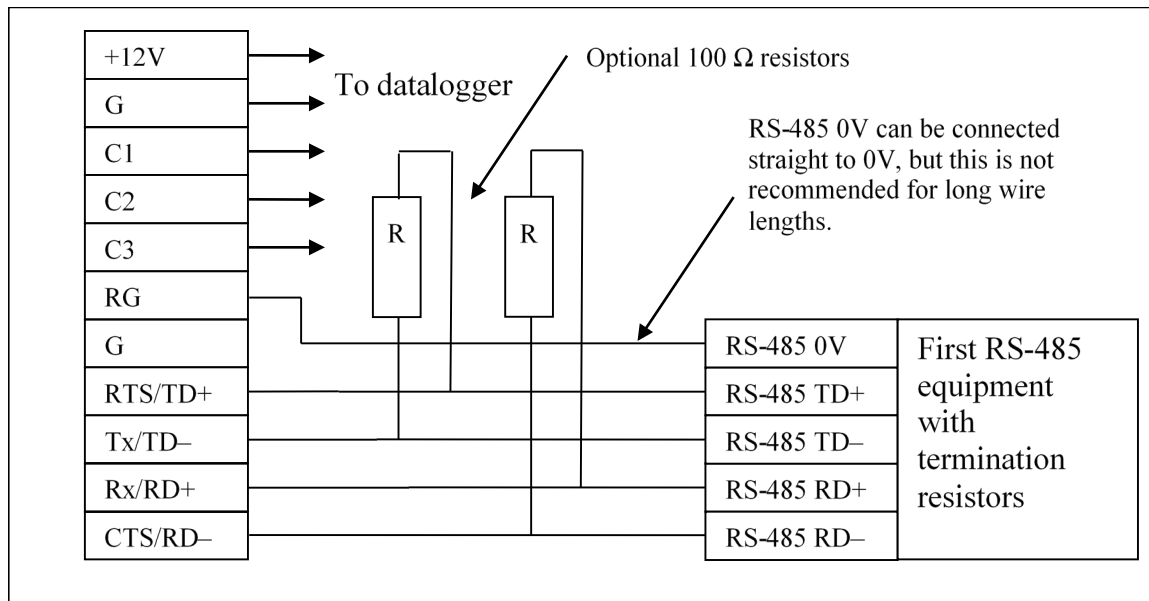 +12V
G
C1
C2
C3
RG
G
RTS/TD+
Tx/TD–
Rx/RD+
CTS/RD–
To datalogger
Optional 100 Ω resistors
R
R
RS-485 0V can be connected
straight to 0V, but this is not
recommended for long wire
lengths.
RS-485 0V
RS-485 TD+
RS-485 TD–
RS-485 RD+
RS-485 RD–
First RS-485
equipment
with
termination
resistors